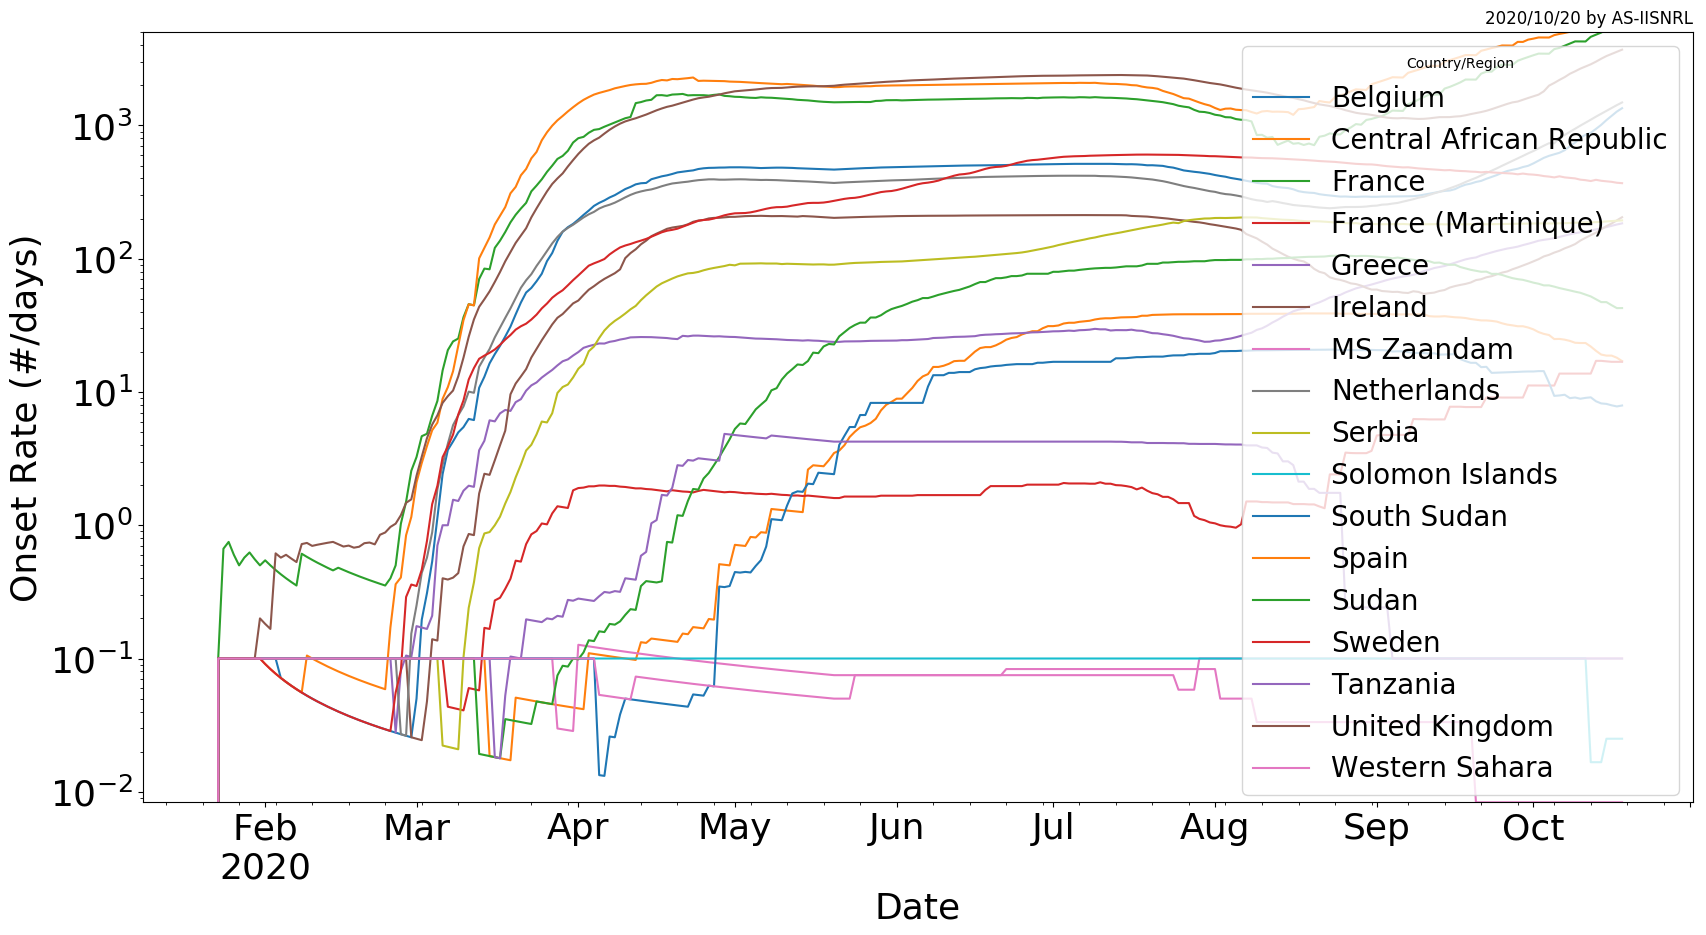 2020/10/20 by AS-IISNRL
Onset Rate (#/days)
10³
10²
10¹
10⁰
10⁻¹
10⁻²
Country/Region
Belgium
Central African Republic
France
France (Martinique)
Greece
Ireland
MS Zaandam
Netherlands
Serbia
Solomon Islands
South Sudan
Spain
Sudan
Sweden
Tanzania
United Kingdom
Western Sahara
Feb Mar Apr May Jun Jul Aug Sep Oct
2020
Date